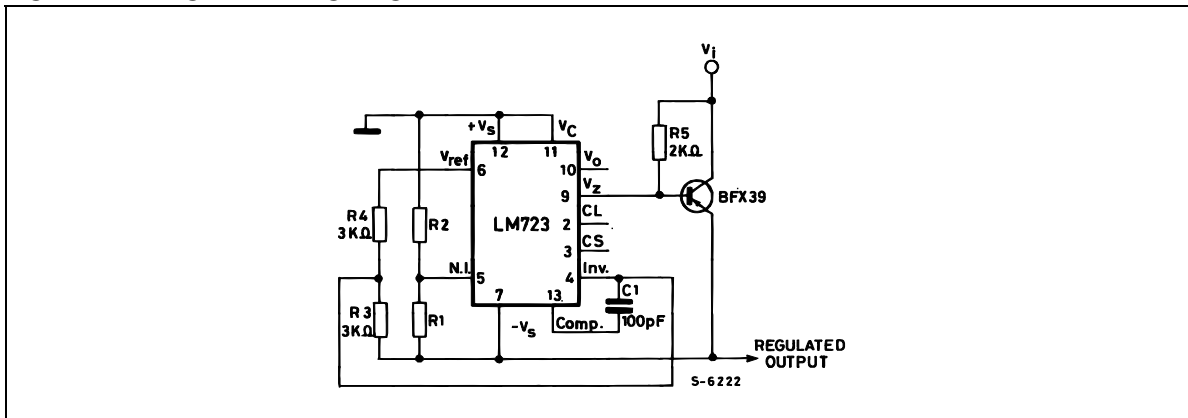 Vi
+Vs
VC
12
11
R5
2KΩ
Vref
6
10
Vo
Vz
9
BFX39
R4
3KΩ
R2
LM723
CL
2
CS
3
N.I.
5
Inv.
4
R3
3KΩ
R1
7
13
C1
100pF
-Vs
Comp.
REGULATED
OUTPUT
S-6222